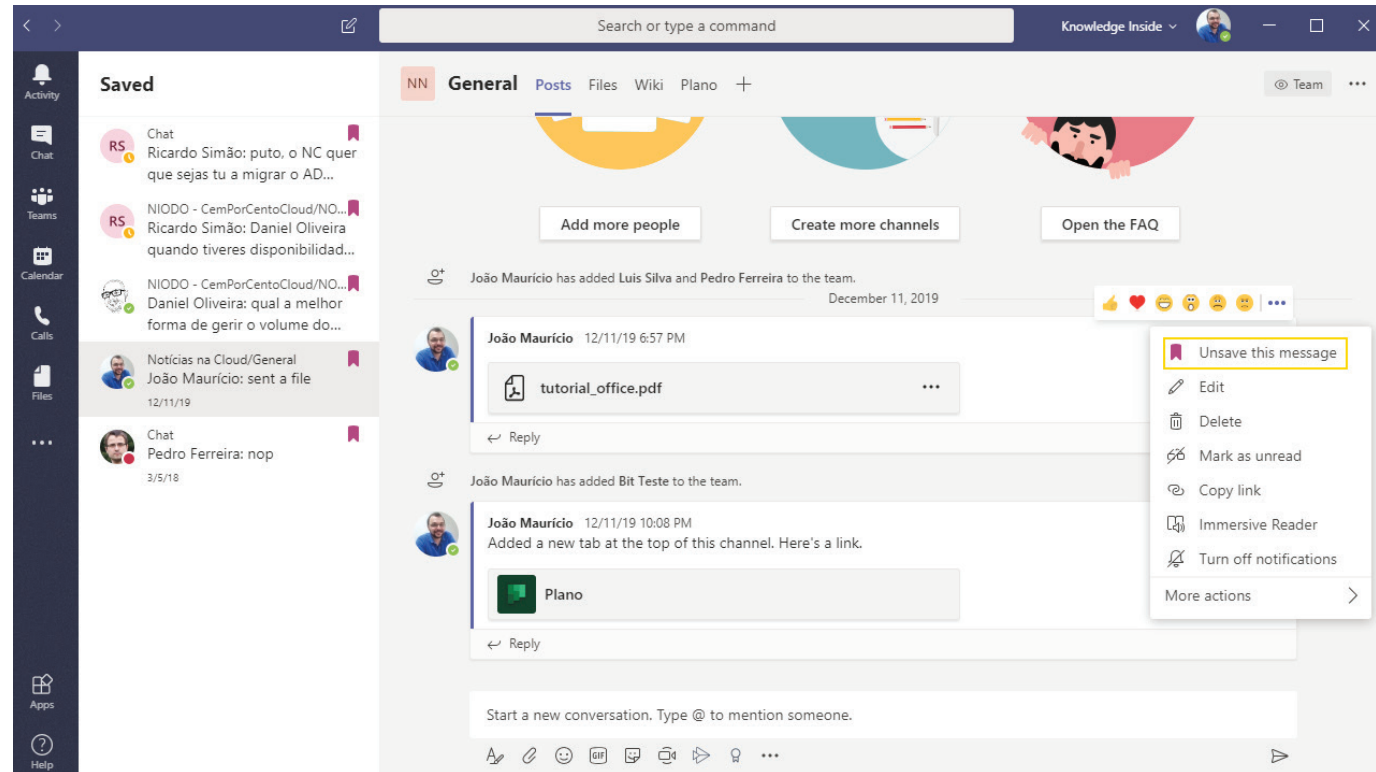 Search or type a command
Knowledge Inside
Activity
Chat
Teams
Calendar
Calls
Files
Apps
Help
Saved
RS
Chat
Ricardo Simão: puto, o NC quer
que sejas tu a migrar o AD...
RS
NIODO - CemPorCentoCloud/NO...
Ricardo Simão: Daniel Oliveira
quando tiveres disponibilidad...
NIODO - CemPorCentoCloud/NO...
Daniel Oliveira: qual a melhor
forma de gerir o volume do...
Notícias na Cloud/General
João Maurício: sent a file
12/11/19
Chat
Pedro Ferreira: nop
3/5/18
NN General Posts Files Wiki Plano
Team
Add more people
Create more channels
Open the FAQ
João Maurício has added Luis Silva and Pedro Ferreira to the team.
December 11, 2019
João Maurício 12/11/19 6:57 PM
tutorial_office.pdf
Reply
João Maurício has added Bit Teste to the team.
João Maurício 12/11/19 10:08 PM
Added a new tab at the top of this channel. Here's a link.
Plano
Reply
Unsave this message
Edit
Delete
Mark as unread
Copy link
Immersive Reader
Turn off notifications
More actions
Start a new conversation. Type @ to mention someone.
GIF